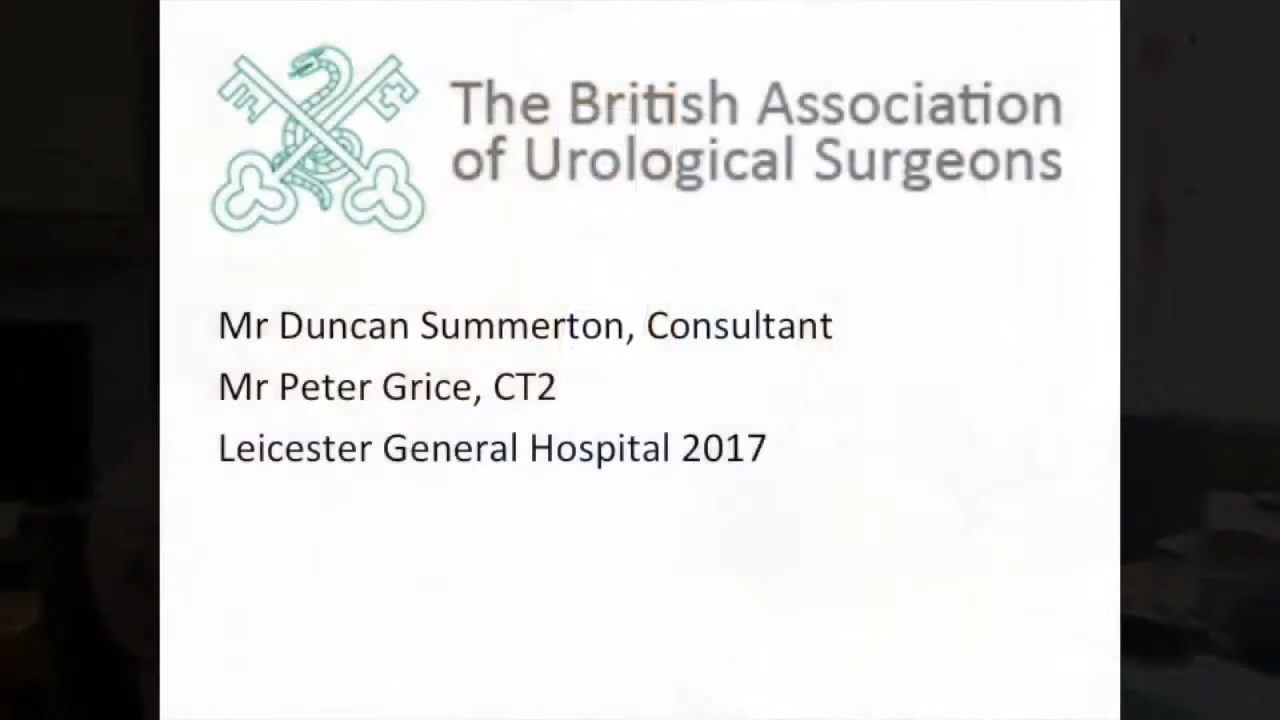 The British Association
of Urological Surgeons
Mr Duncan Summerton, Consultant
Mr Peter Grice, CT2
Leicester General Hospital 2017